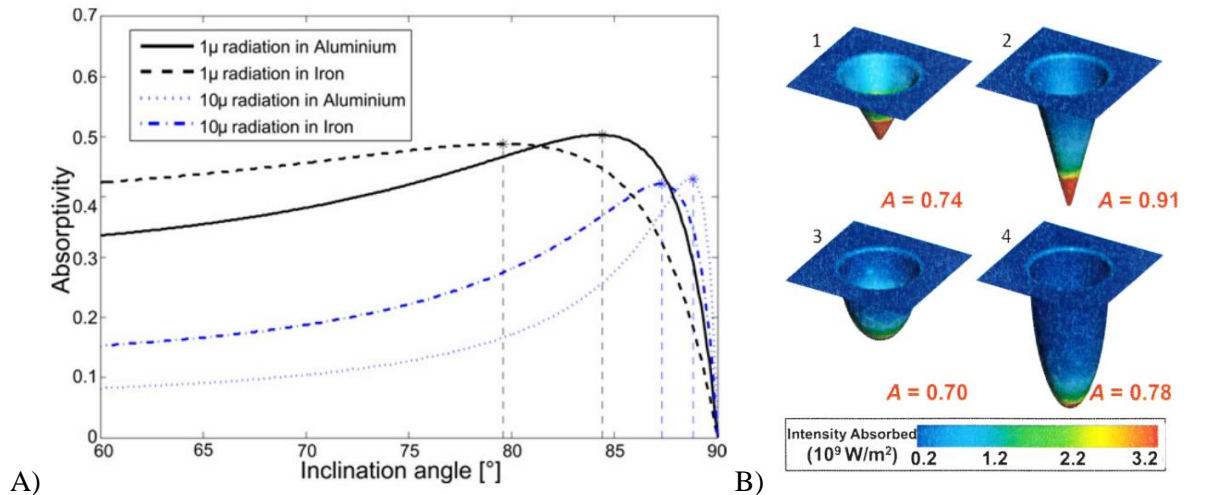 0.7
0.6
0.5
0.4
0.3
0.2
0.1
0
Absorptivity
1µ radiation in Aluminium
1µ radiation in Iron
10µ radiation in Aluminium
10µ radiation in Iron
60 65 70 75 80 85 90
Inclination angle [°]
A)
1
A = 0.74
2
A = 0.91
3
A = 0.70
4
A = 0.78
Intensity Absorbed
(10⁹ W/m²) 0.2 1.2 2.2 3.2
B)